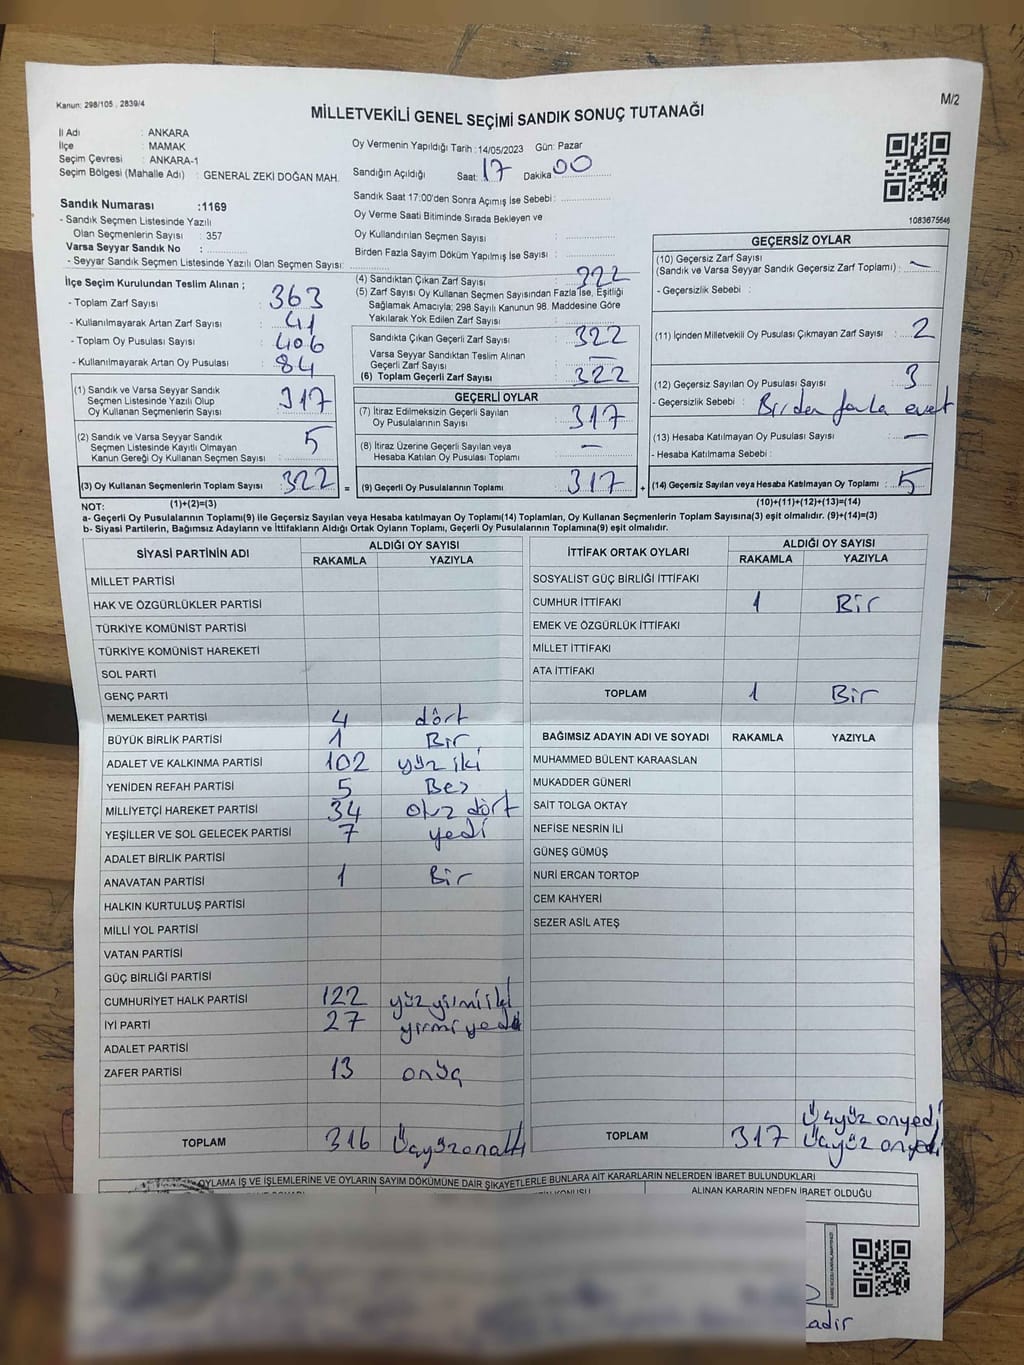 Kanun: 298/105 , 2839/4
M/2
MİLLETVEKİLİ GENEL SEÇİMİ SANDIK SONUÇ TUTANAĞI
İl Adı : ANKARA
İlçe : MAMAK
Seçim Çevresi : ANKARA-1
Seçim Bölgesi (Mahalle Adı) : GENERAL ZEKİ DOĞAN MAH.
Oy Vermenin Yapıldığı Tarih :14/05/2023 Gün: Pazar
Sandığın Açıldığı Saat: 17 Dakika 00
Sandık Saat 17:00'den Sonra Açımış İse Sebebi :
Oy Verme Saati Bitiminde Sırada Bekleyen ve
Oy Kullandırılan Seçmen Sayısı :
Birden Fazla Sayım Döküm Yapılmış İse Sayısı :
1083675646
Sandık Numarası :1169
- Sandık Seçmen Listesinde Yazılı
Olan Seçmenlerin Sayısı : 357
Varsa Seyyar Sandık No :
- Seyyar Sandık Seçmen Listesinde Yazılı Olan Seçmen Sayısı:
İlçe Seçim Kurulundan Teslim Alınan ;
- Toplam Zarf Sayısı : 363
- Kullanılmayarak Artan Zarf Sayısı : 41
- Toplam Oy Pusulası Sayısı : 406
- Kullanılmayarak Artan Oy Pusulası : 84
(1) Sandık ve Varsa Seyyar Sandık
Seçmen Listesinde Yazılı Olup
Oy Kullanan Seçmenlerin Sayısı : 317
(2) Sandık ve Varsa Seyyar Sandık
Seçmen Listesinde Kayıtlı Olmayan
Kanun Gereği Oy Kullanan Seçmen Sayısı : 5
(3) Oy Kullanan Seçmenlerin Toplam Sayısı : 322 =
(4) Sandıktan Çıkan Zarf Sayısı : 322
(5) Zarf Sayısı Oy Kullanan Seçmen Sayısından Fazla İse, Eşitliği
Sağlamak Amacıyla; 298 Sayılı Kanunun 98. Maddesine Göre
Yakılarak Yok Edilen Zarf Sayısı :
Sandıkta Çıkan Geçerli Zarf Sayısı : 322
Varsa Seyyar Sandıktan Teslim Alınan
Geçerli Zarf Sayısı : —
(6) Toplam Geçerli Zarf Sayısı : 322
GEÇERLİ OYLAR
(7) İtiraz Edilmeksizin Geçerli Sayılan
Oy Pusulalarının Sayısı : 317
(8) İtiraz Üzerine Geçerli Sayılan veya
Hesaba Katılan Oy Pusulası Toplamı : —
(9) Geçerli Oy Pusulalarının Toplamı : 317 +
GEÇERSİZ OYLAR
(10) Geçersiz Zarf Sayısı
(Sandık ve Varsa Seyyar Sandık Geçersiz Zarf Toplamı) : —
- Geçersizlik Sebebi :
(11) İçinden Milletvekili Oy Pusulası Çıkmayan Zarf Sayısı : 2
(12) Geçersiz Sayılan Oy Pusulası Sayısı : 3
- Geçersizlik Sebebi : Birden fazla evet
(13) Hesaba Katılmayan Oy Pusulası Sayısı : —
- Hesaba Katılmama Sebebi :
(14) Geçersiz Sayılan veya Hesaba Katılmayan Oy Toplamı : 5
NOT: (1)+(2)=(3)
(10)+(11)+(12)+(13)=(14)
a- Geçerli Oy Pusulalarının Toplamı(9) ile Geçersiz Sayılan veya Hesaba Katılmayan oy Toplamı(14) Toplamları, Oy Kullanan Seçmenlerin Toplam Sayısına(3) eşit olmalıdır. (9)+(14)=(3)
b- Siyasi Partilerin, Bağımsız Adayların ve İttifakların Aldığı Ortak Oyların Toplamı, Geçerli Oy Pusulalarının Toplamına(9) eşit olmalıdır.
SİYASİ PARTİNİN ADI ALDIĞI OY SAYISI
RAKAMLA YAZIYLA
MİLLET PARTİSİ
HAK VE ÖZGÜRLÜKLER PARTİSİ
TÜRKİYE KOMÜNİST PARTİSİ
TÜRKİYE KOMÜNİST HAREKETİ
SOL PARTİ
GENÇ PARTİ
MEMLEKET PARTİSİ 4 dört
BÜYÜK BİRLİK PARTİSİ 1 Bir
ADALET VE KALKINMA PARTİSİ 102 yüz iki
YENİDEN REFAH PARTİSİ 5 Beş
MİLLİYETÇİ HAREKET PARTİSİ 34 otuz dört
YEŞİLLER VE SOL GELECEK PARTİSİ 7 yedi
ADALET BİRLİK PARTİSİ
ANAVATAN PARTİSİ 1 Bir
HALKIN KURTULUŞ PARTİSİ
MİLLİ YOL PARTİSİ
VATAN PARTİSİ
GÜÇ BİRLİĞİ PARTİSİ
CUMHURİYET HALK PARTİSİ 122 yüz yirmi iki
İYİ PARTİ 27 yirmi yedi
ADALET PARTİSİ
ZAFER PARTİSİ 13 onüç
TOPLAM 316 Üçyüzonaltı
İTTİFAK ORTAK OYLARI ALDIĞI OY SAYISI
RAKAMLA YAZIYLA
SOSYALİST GÜÇ BİRLİĞİ İTTİFAKI
CUMHUR İTTİFAKI 1 Bir
EMEK VE ÖZGÜRLÜK İTTİFAKI
MİLLET İTTİFAKI
ATA İTTİFAKI
TOPLAM 1 Bir
BAĞIMSIZ ADAYIN ADI VE SOYADI RAKAMLA YAZIYLA
MUHAMMED BÜLENT KARAASLAN
MUKADDER GÜNERİ
SAİT TOLGA OKTAY
NEFİSE NESRİN İLİ
GÜNEŞ GÜMÜŞ
NURİ ERCAN TORTOP
CEM KAHYERİ
SEZER ASİL ATEŞ
Üçyüz onyedi
TOPLAM 317 Üçyüz onyedi
OYLAMA İŞ VE İŞLEMLERİNE VE OYLARIN SAYIM DÖKÜMÜNE DAİR ŞİKAYETLERLE BUNLARA AİT KARARLARIN NELERDEN İBARET BULUNDUKLARI
ALINAN KARARIN NEDEN İBARET OLDUĞU